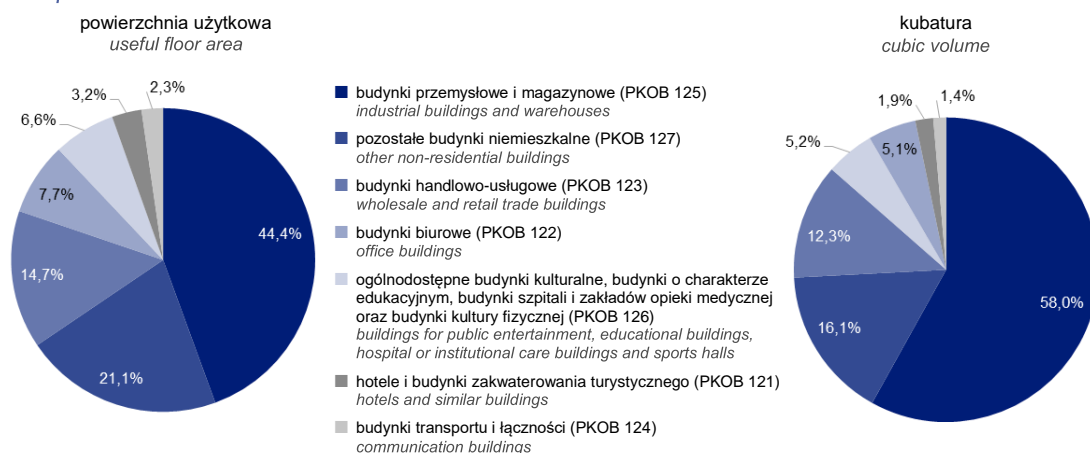 powierzchnia użytkowa
useful floor area
2,3%
3,2%
6,6%
7,7%
14,7%
21,1%
44,4%
budynki przemysłowe i magazynowe (PKOB 125)
industrial buildings and warehouses
pozostałe budynki niemieszkalne (PKOB 127)
other non-residential buildings
budynki handlowo-usługowe (PKOB 123)
wholesale and retail trade buildings
budynki biurowe (PKOB 122)
office buildings
ogólnodostępne budynki kulturalne, budynki o charakterze
edukacyjnym, budynki szpitali i zakładów opieki medycznej
oraz budynki kultury fizycznej (PKOB 126)
buildings for public entertainment, educational buildings,
hospital or institutional care buildings and sports halls
hotele i budynki zakwaterowania turystycznego (PKOB 121)
hotels and similar buildings
budynki transportu i łączności (PKOB 124)
communication buildings
kubatura
cubic volume
1,4%
1,9%
5,2%
5,1%
12,3%
16,1%
58,0%